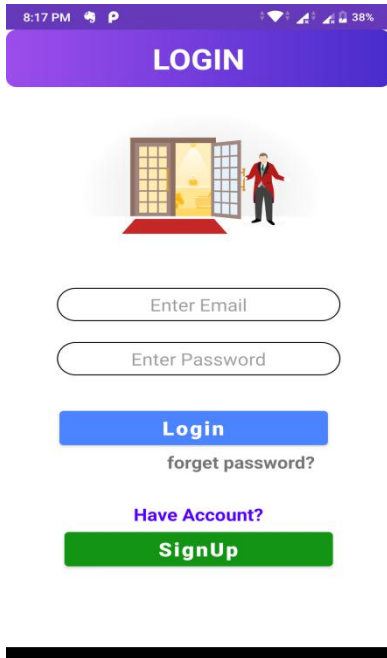 8:17 PM 38%
LOGIN
Enter Email
Enter Password
Login
forget password?
Have Account?
SignUp